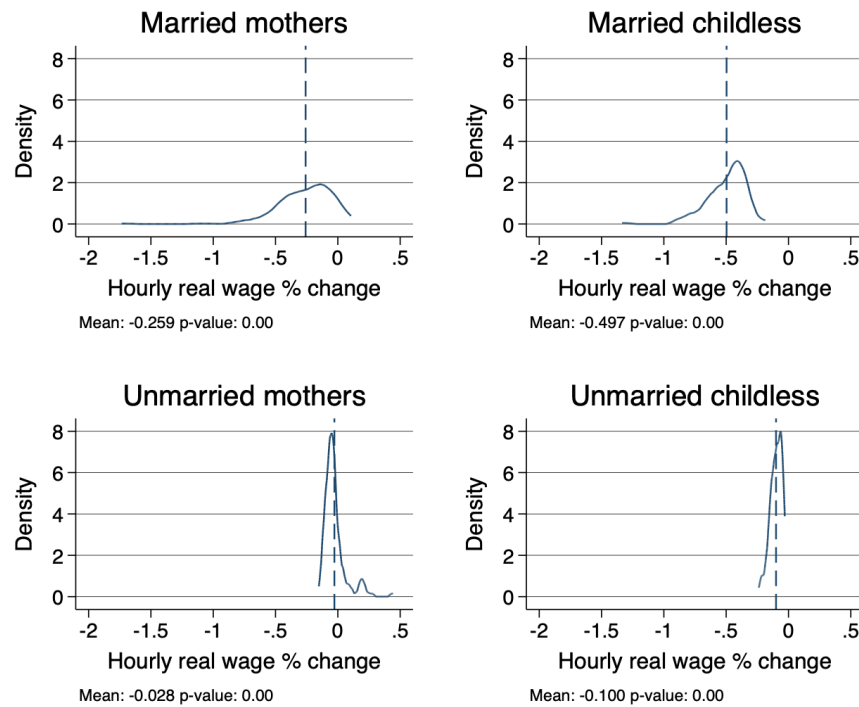 Married mothers
Density
8
6
4
2
0
-2 -1.5 -1 -.5 0 .5
Hourly real wage % change
Mean: -0.259 p-value: 0.00
Married childless
Density
8
6
4
2
0
-2 -1.5 -1 -.5 0 .5
Hourly real wage % change
Mean: -0.497 p-value: 0.00
Unmarried mothers
Density
8
6
4
2
0
-2 -1.5 -1 -.5 0 .5
Hourly real wage % change
Mean: -0.028 p-value: 0.00
Unmarried childless
Density
8
6
4
2
0
-2 -1.5 -1 -.5 0 .5
Hourly real wage % change
Mean: -0.100 p-value: 0.00